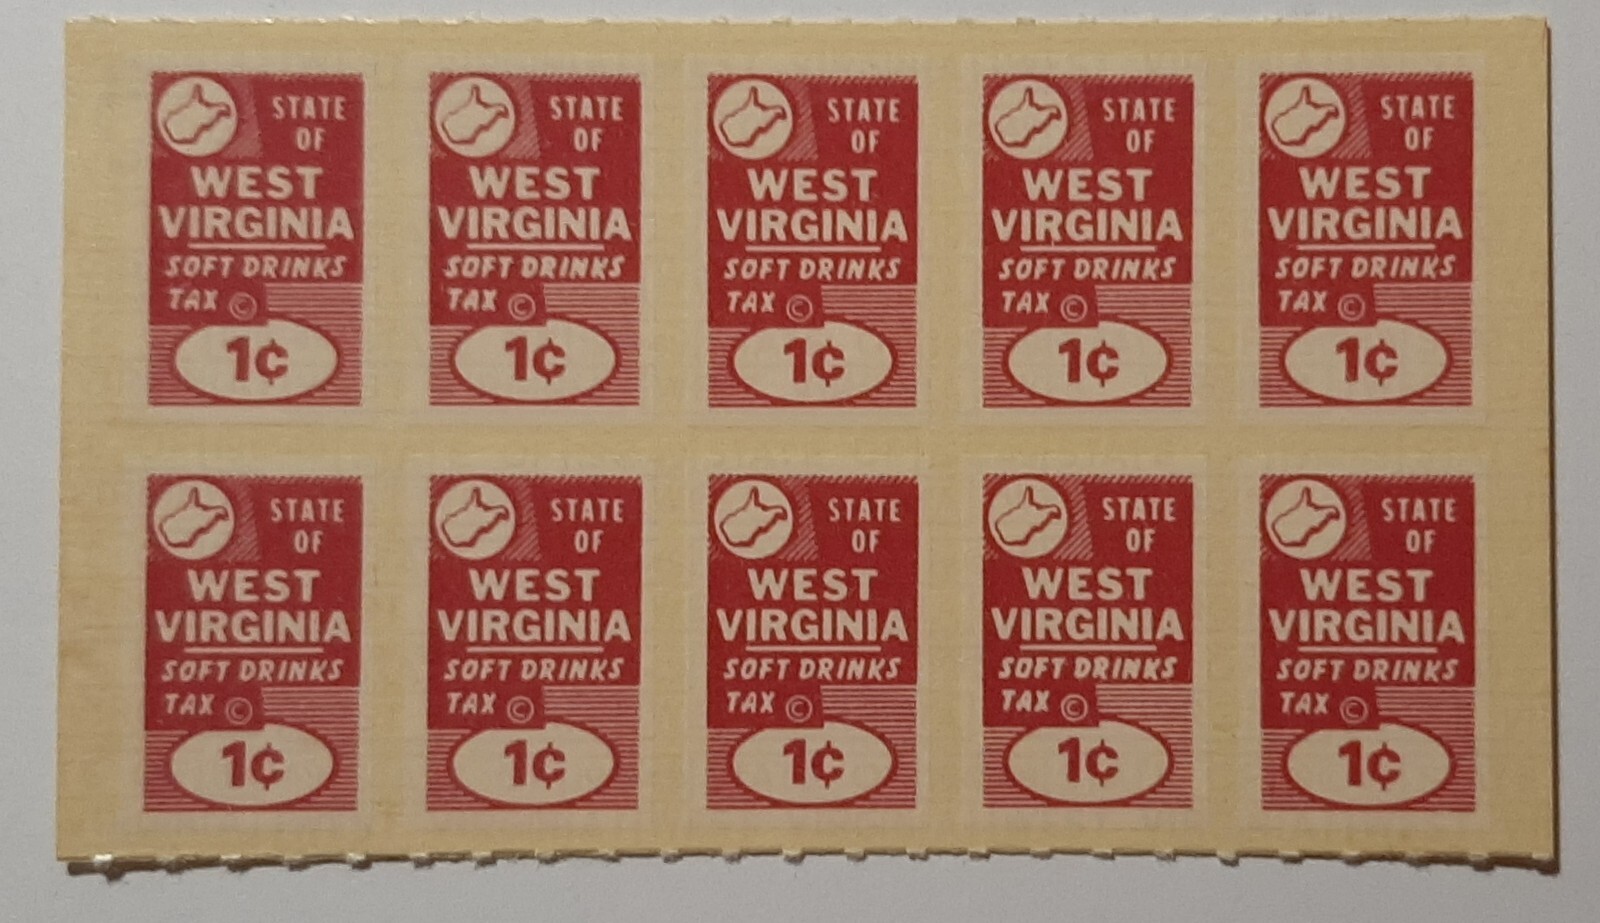 STATE
OF
WEST
VIRGINIA
SOFT DRINKS
TAX ©
1¢
STATE
OF
WEST
VIRGINIA
SOFT DRINKS
TAX ©
1¢
STATE
OF
WEST
VIRGINIA
SOFT DRINKS
TAX ©
1¢
STATE
OF
WEST
VIRGINIA
SOFT DRINKS
TAX ©
1¢
STATE
OF
WEST
VIRGINIA
SOFT DRINKS
TAX ©
1¢
STATE
OF
WEST
VIRGINIA
SOFT DRINKS
TAX ©
1¢
STATE
OF
WEST
VIRGINIA
SOFT DRINKS
TAX ©
1¢
STATE
OF
WEST
VIRGINIA
SOFT DRINKS
TAX ©
1¢
STATE
OF
WEST
VIRGINIA
SOFT DRINKS
TAX ©
1¢
STATE
OF
WEST
VIRGINIA
SOFT DRINKS
TAX ©
1¢